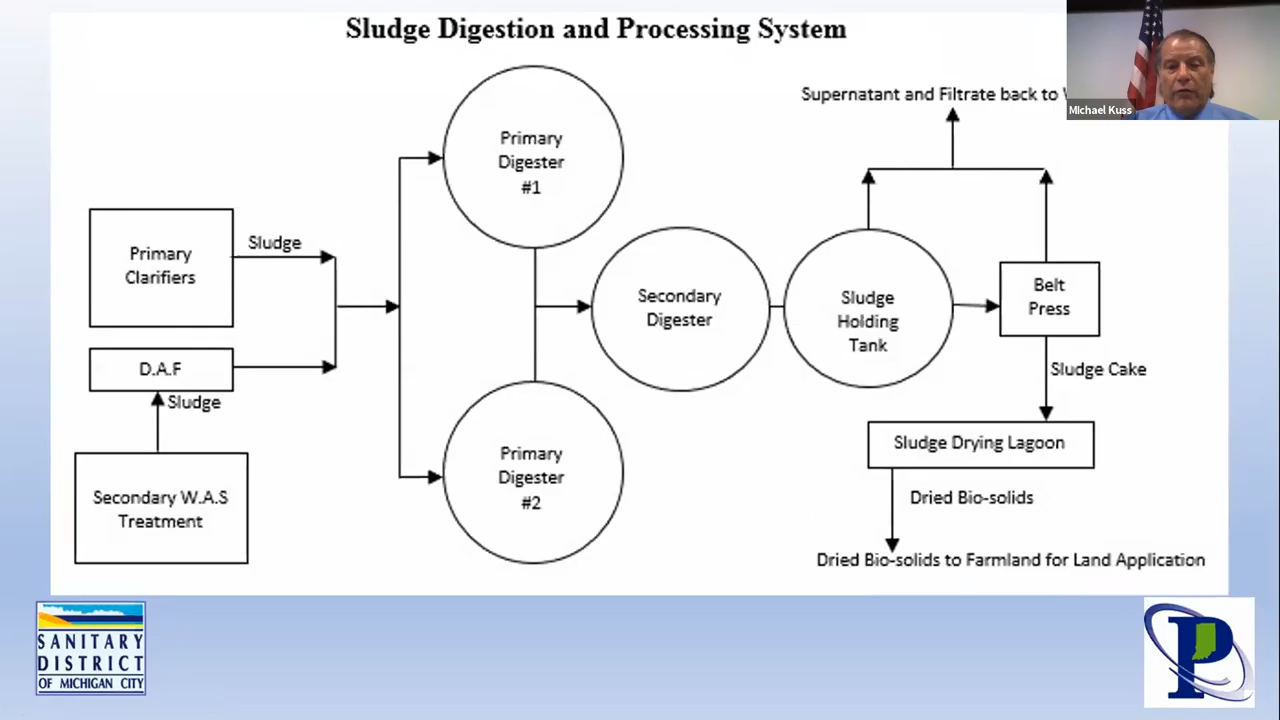 Sludge Digestion and Processing System
Supernatant and Filtrate back to
Michael Kuss
Primary
Digester
#1
Primary
Clarifiers
Sludge
D.A.F
Sludge
Secondary W.A.S
Treatment
Secondary
Digester
Sludge
Holding
Tank
Belt
Press
Sludge Cake
Sludge Drying Lagoon
Primary
Digester
#2
Dried Bio-solids
Dried Bio-solids to Farmland for Land Application
SANITARY
DISTRICT
OF MICHIGAN CITY
P